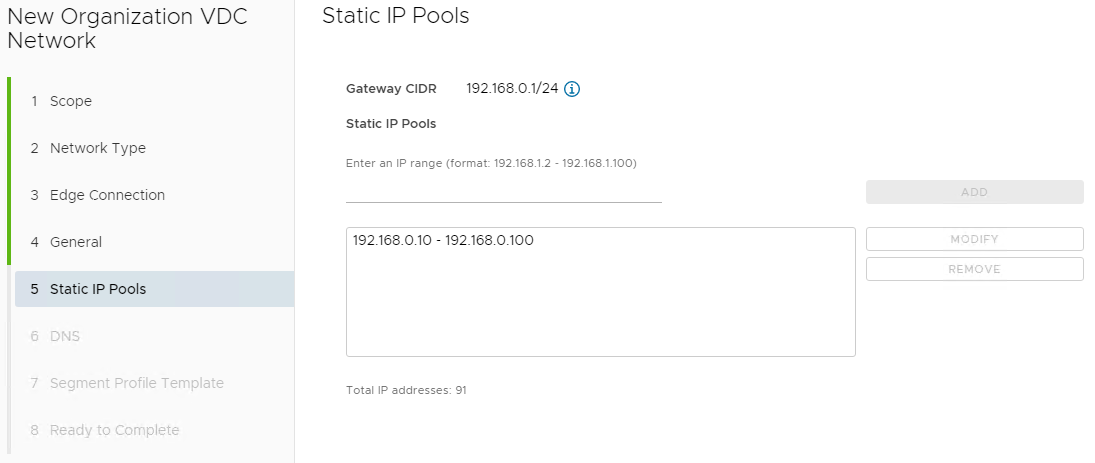 New Organization VDC
Network
1 Scope
2 Network Type
3 Edge Connection
4 General
5 Static IP Pools
6 DNS
7 Segment Profile Template
8 Ready to Complete
Static IP Pools
Gateway CIDR 192.168.0.1/24
Static IP Pools
Enter an IP range (format: 192.168.1.2 - 192.168.1.100)
ADD
192.168.0.10 - 192.168.0.100
MODIFY
REMOVE
Total IP addresses: 91